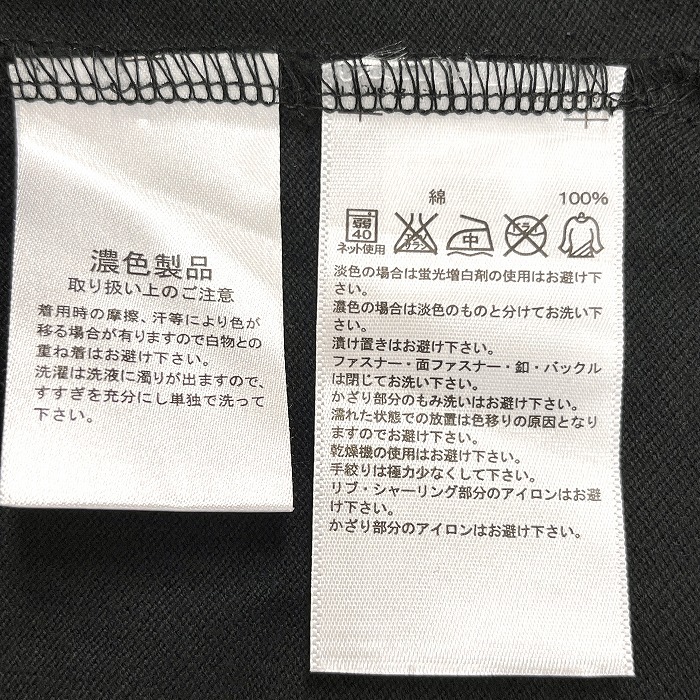 濃色製品
取り扱い上のご注意
着用時の摩擦、汗等により色が
移る場合が有りますので白物との
重ね着はお避け下さい。
洗濯は洗液に濁りが出ますので、
すすぎを充分にし単独で洗って
下さい。
綿 100%
弱
40
ネット使用
エンソ
サラシ
中
ドライ
淡色の場合は蛍光増白剤の使用はお避け下
さい。
濃色の場合は淡色のものと分けてお洗い下
さい。
漬け置きはお避け下さい。
ファスナー・面ファスナー・釦・バックル
は閉じてお洗い下さい。
かざり部分のもみ洗いはお避け下さい。
濡れた状態での放置は色移りの原因となり
ますのでお避け下さい。
乾燥機の使用はお避け下さい。
手絞りは極力少なくして下さい。
リブ・シャーリング部分のアイロンはお避
け下さい。
かざり部分のアイロンはお避け下さい。